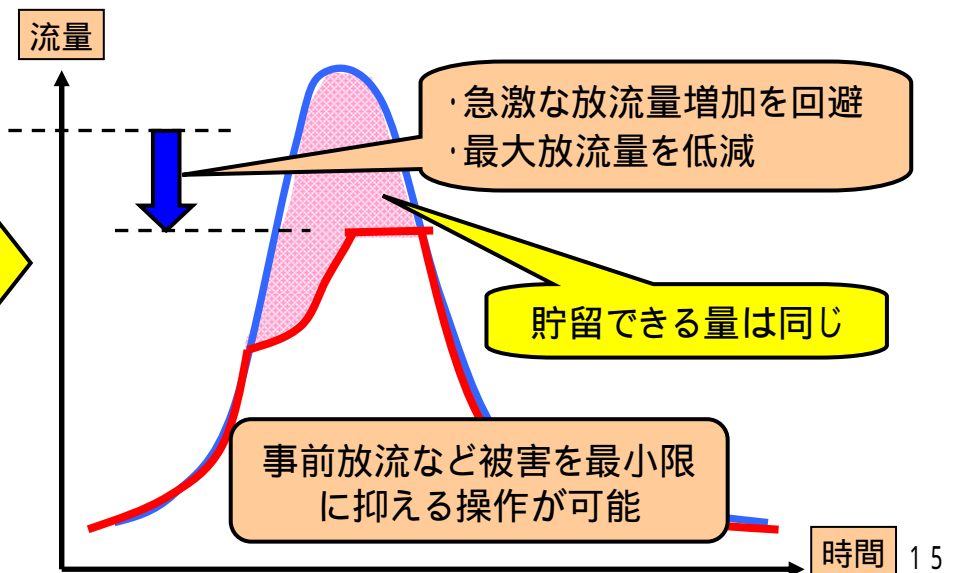 流量
・急激な放流量増加を回避
・最大放流量を低減
貯留できる量は同じ
事前放流など被害を最小限
に抑える操作が可能
時間
15